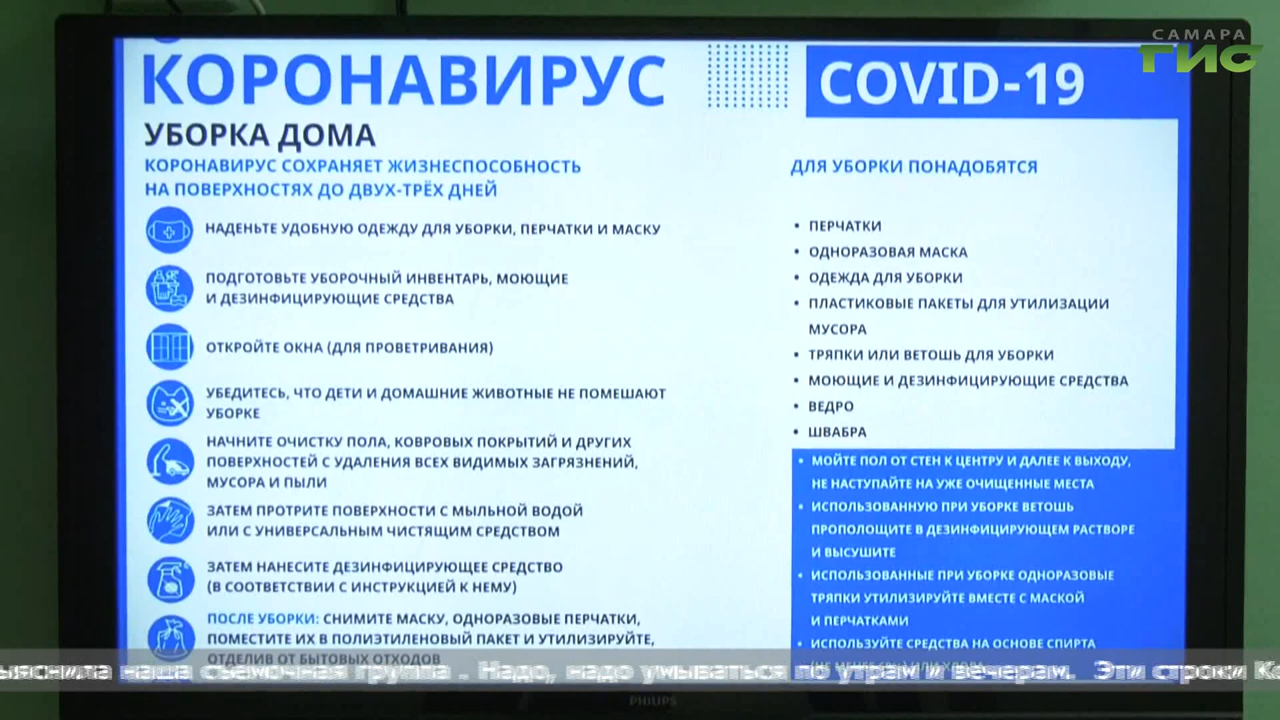 САМАРА
ГИС
КОРОНАВИРУС
COVID-19
УБОРКА ДОМА
КОРОНАВИРУС СОХРАНЯЕТ ЖИЗНЕСПОСОБНОСТЬ
НА ПОВЕРХНОСТЯХ ДО ДВУХ-ТРЁХ ДНЕЙ
НАДЕНЬТЕ УДОБНУЮ ОДЕЖДУ ДЛЯ УБОРКИ, ПЕРЧАТКИ И МАСКУ
ПОДГОТОВЬТЕ УБОРОЧНЫЙ ИНВЕНТАРЬ, МОЮЩИЕ
И ДЕЗИНФИЦИРУЮЩИЕ СРЕДСТВА
ОТКРОЙТЕ ОКНА (ДЛЯ ПРОВЕТРИВАНИЯ)
УБЕДИТЕСЬ, ЧТО ДЕТИ И ДОМАШНИЕ ЖИВОТНЫЕ НЕ ПОМЕШАЮТ
УБОРКЕ
НАЧНИТЕ ОЧИСТКУ ПОЛА, КОВРОВЫХ ПОКРЫТИЙ И ДРУГИХ
ПОВЕРХНОСТЕЙ С УДАЛЕНИЯ ВСЕХ ВИДИМЫХ ЗАГРЯЗНЕНИЙ,
МУСОРА И ПЫЛИ
ЗАТЕМ ПРОТРИТЕ ПОВЕРХНОСТИ С МЫЛЬНОЙ ВОДОЙ
ИЛИ С УНИВЕРСАЛЬНЫМ ЧИСТЯЩИМ СРЕДСТВОМ
ЗАТЕМ НАНЕСИТЕ ДЕЗИНФИЦИРУЮЩЕЕ СРЕДСТВО
(В СООТВЕТСТВИИ С ИНСТРУКЦИЕЙ К НЕМУ)
ПОСЛЕ УБОРКИ: СНИМИТЕ МАСКУ, ОДНОРАЗОВЫЕ ПЕРЧАТКИ,
ПОМЕСТИТЕ ИХ В ПОЛИЭТИЛЕНОВЫЙ ПАКЕТ И УТИЛИЗИРУЙТЕ,
ОТДЕЛИВ ОТ БЫТОВЫХ ОТХОДОВ
ДЛЯ УБОРКИ ПОНАДОБЯТСЯ
• ПЕРЧАТКИ
• ОДНОРАЗОВАЯ МАСКА
• ОДЕЖДА ДЛЯ УБОРКИ
• ПЛАСТИКОВЫЕ ПАКЕТЫ ДЛЯ УТИЛИЗАЦИИ
МУСОРА
• ТРЯПКИ ИЛИ ВЕТОШЬ ДЛЯ УБОРКИ
• МОЮЩИЕ И ДЕЗИНФИЦИРУЮЩИЕ СРЕДСТВА
• ВЕДРО
• ШВАБРА
• МОЙТЕ ПОЛ ОТ СТЕН К ЦЕНТРУ И ДАЛЕЕ К ВЫХОДУ,
НЕ НАСТУПАЙТЕ НА УЖЕ ОЧИЩЕННЫЕ МЕСТА
• ИСПОЛЬЗОВАННУЮ ПРИ УБОРКЕ ВЕТОШЬ
ПРОПОЛОЩИТЕ В ДЕЗИНФИЦИРУЮЩЕМ РАСТВОРЕ
И ВЫСУШИТЕ
• ИСПОЛЬЗОВАННЫЕ ПРИ УБОРКЕ ОДНОРАЗОВЫЕ
ТРЯПКИ УТИЛИЗИРУЙТЕ ВМЕСТЕ С МАСКОЙ
И ПЕРЧАТКАМИ
• ИСПОЛЬЗУЙТЕ СРЕДСТВА НА ОСНОВЕ СПИРТА
наша съемочная группа . Надо, надо умываться по утрам и вечерам. Эти строки
PHILIPS